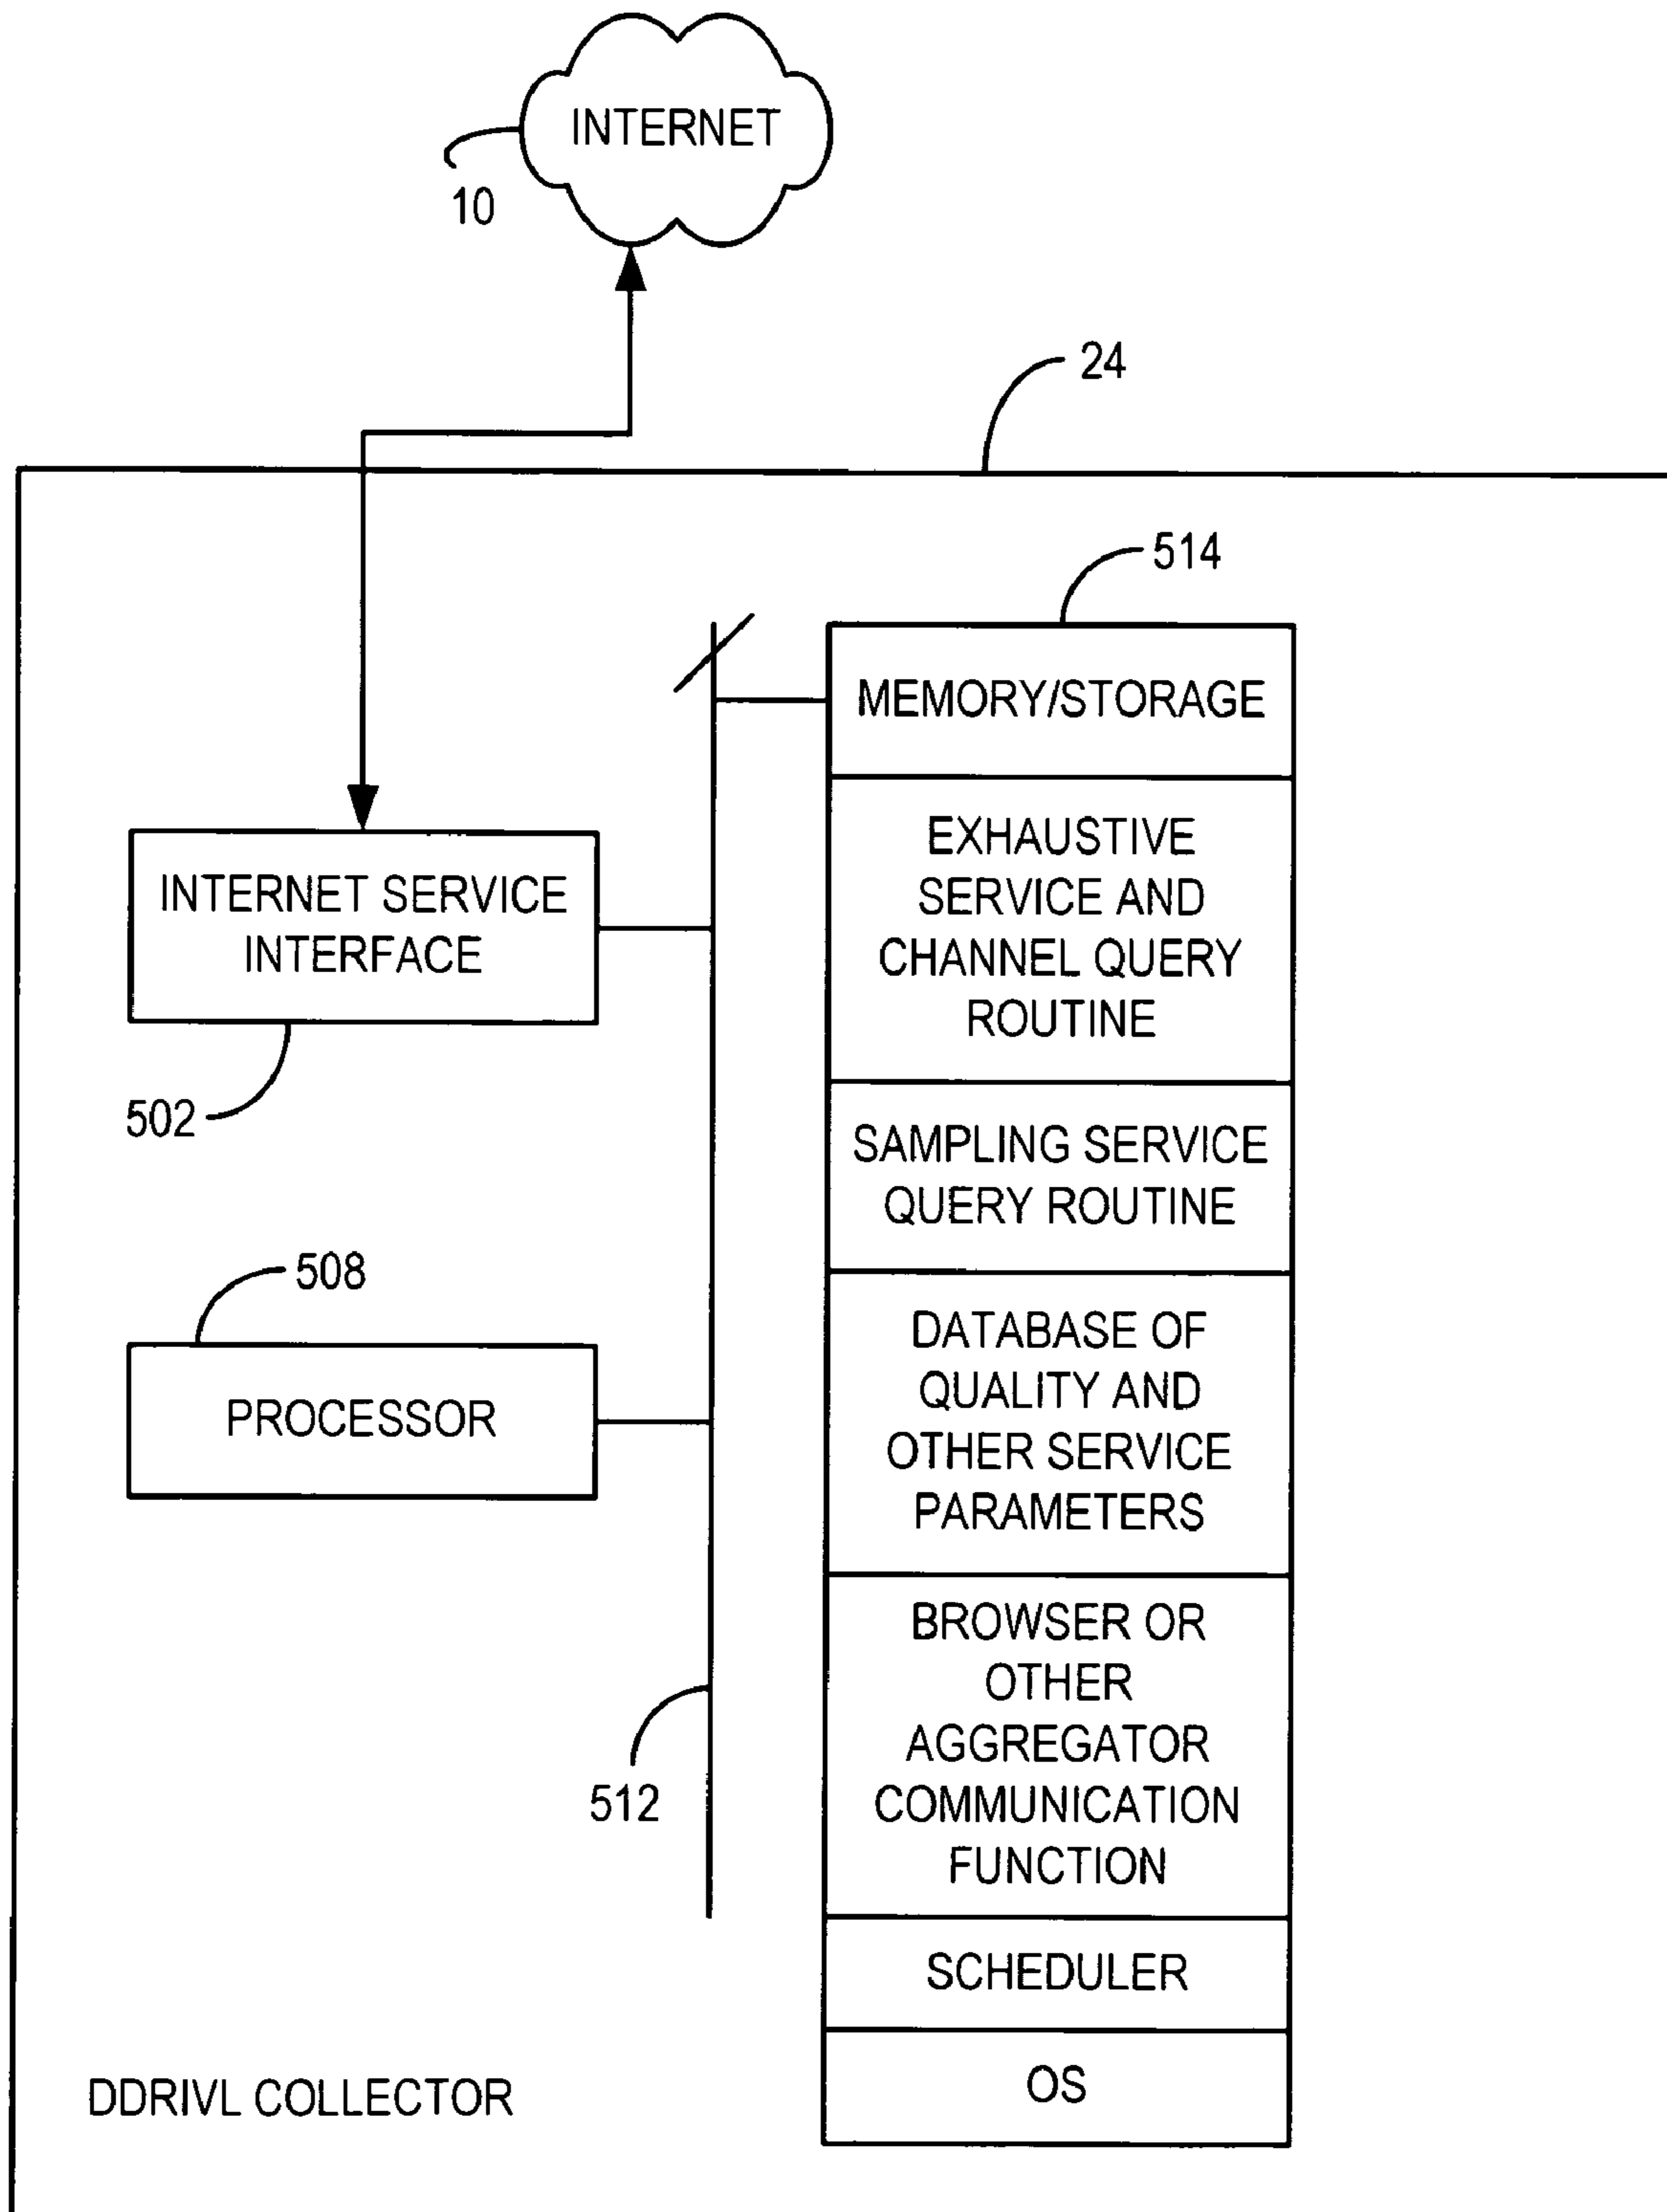 INTERNET
10
24
514
MEMORY/STORAGE
EXHAUSTIVE
SERVICE AND
CHANNEL QUERY
ROUTINE
INTERNET SERVICE
INTERFACE
502
SAMPLING SERVICE
QUERY ROUTINE
508
PROCESSOR
DATABASE OF
QUALITY AND
OTHER SERVICE
PARAMETERS
512
BROWSER OR
OTHER
AGGREGATOR
COMMUNICATION
FUNCTION
SCHEDULER
OS
DDRIVL COLLECTOR